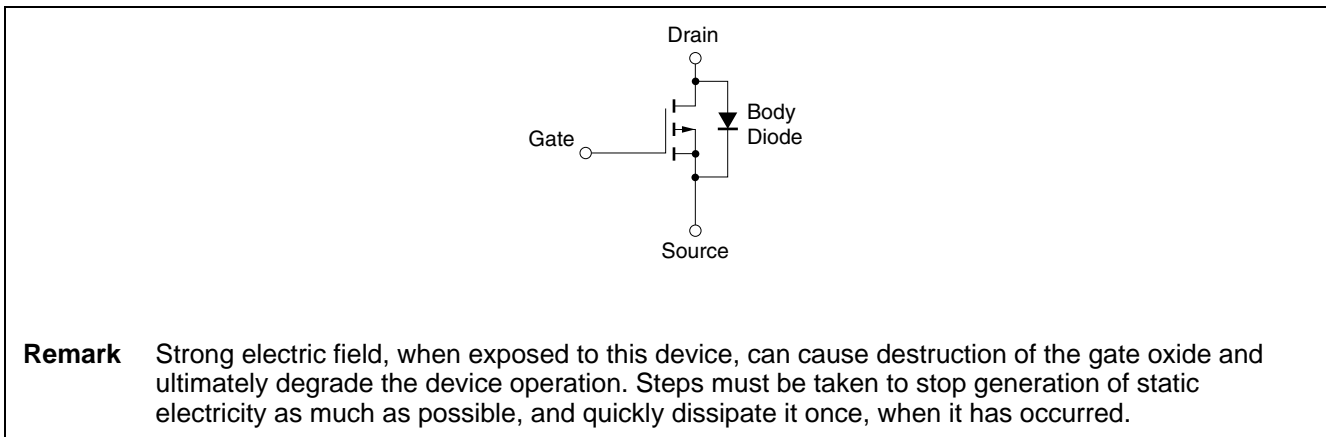 Drain
Body
Diode
Gate
Source
Remark Strong electric field, when exposed to this device, can cause destruction of the gate oxide and
ultimately degrade the device operation. Steps must be taken to stop generation of static
electricity as much as possible, and quickly dissipate it once, when it has occurred.